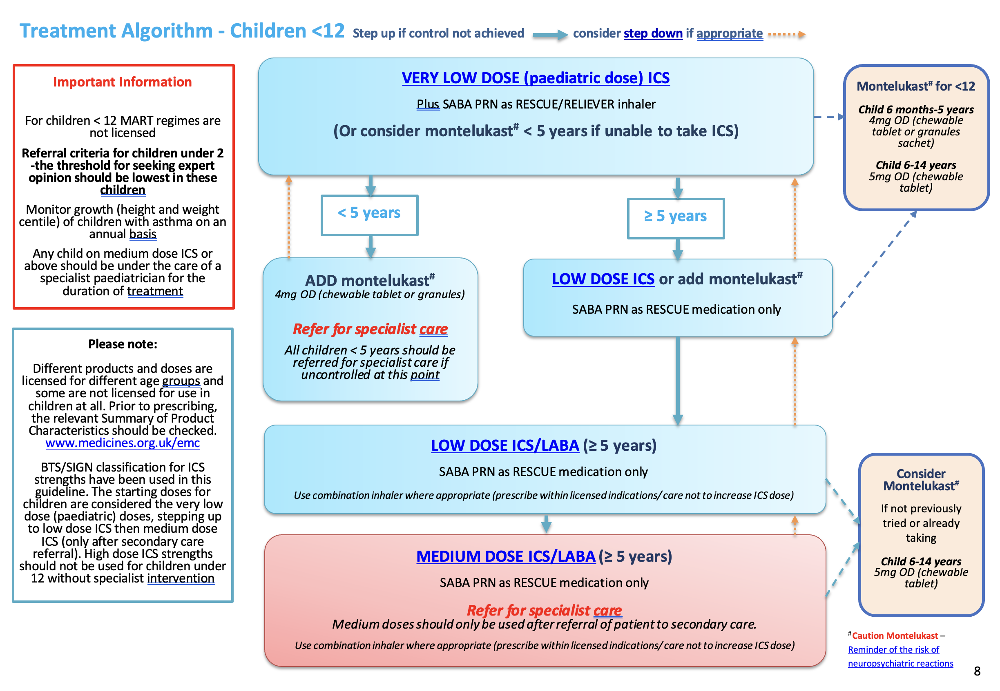 Treatment Algorithm - Children <12 Step up if control not achieved consider step down if appropriate
Important Information
For children < 12 MART regimes are
not licensed
Referral criteria for children under 2
-the threshold for seeking expert
opinion should be lowest in these
children
Monitor growth (height and weight
centile) of children with asthma on an
annual basis
Any child on medium dose ICS or
above should be under the care of a
specialist paediatrician for the
duration of treatment
Please note:
Different products and doses are
licensed for different age groups and
some are not licensed for use in
children at all. Prior to prescribing,
the relevant Summary of Product
Characteristics should be checked.
www.medicines.org.uk/emc
BTS/SIGN classification for ICS
strengths have been used in this
guideline. The starting doses for
children are considered the very low
dose (paediatric) doses, stepping up
to low dose ICS then medium dose
ICS (only after secondary care
referral). High dose ICS strengths
should not be used for children under
12 without specialist intervention
VERY LOW DOSE (paediatric dose) ICS
Plus SABA PRN as RESCUE/RELIEVER inhaler
(Or consider montelukast# < 5 years if unable to take ICS)
Montelukast# for <12
Child 6 months-5 years
4mg OD (chewable
tablet or granules
sachet)
Child 6-14 years
5mg OD (chewable
tablet)
< 5 years
≥ 5 years
ADD montelukast#
4mg OD (chewable tablet or granules)
Refer for specialist care
All children < 5 years should be
referred for specialist care if
uncontrolled at this point
LOW DOSE ICS or add montelukast#
SABA PRN as RESCUE medication only
LOW DOSE ICS/LABA (≥ 5 years)
SABA PRN as RESCUE medication only
Use combination inhaler where appropriate (prescribe within licensed indications/ care not to increase ICS dose)
MEDIUM DOSE ICS/LABA (≥ 5 years)
SABA PRN as RESCUE medication only
Refer for specialist care
Medium doses should only be used after referral of patient to secondary care.
Use combination inhaler where appropriate (prescribe within licensed indications/ care not to increase ICS dose)
Consider
Montelukast#
If not previously
tried or already
taking
Child 6-14 years
5mg OD (chewable
tablet)
# Caution Montelukast –
Reminder of the risk of
neuropsychiatric reactions
8